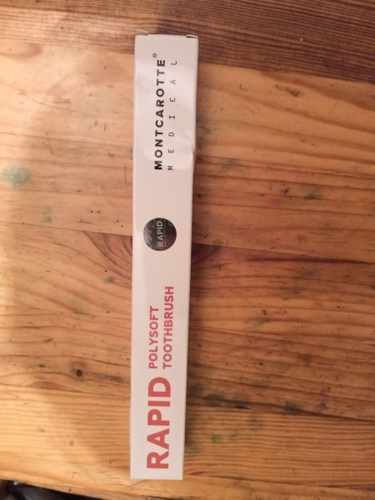 RAPID
POLYSOFT
TOOTHBRUSH
RAPID
MONTCAROTTE®
MEDICAL